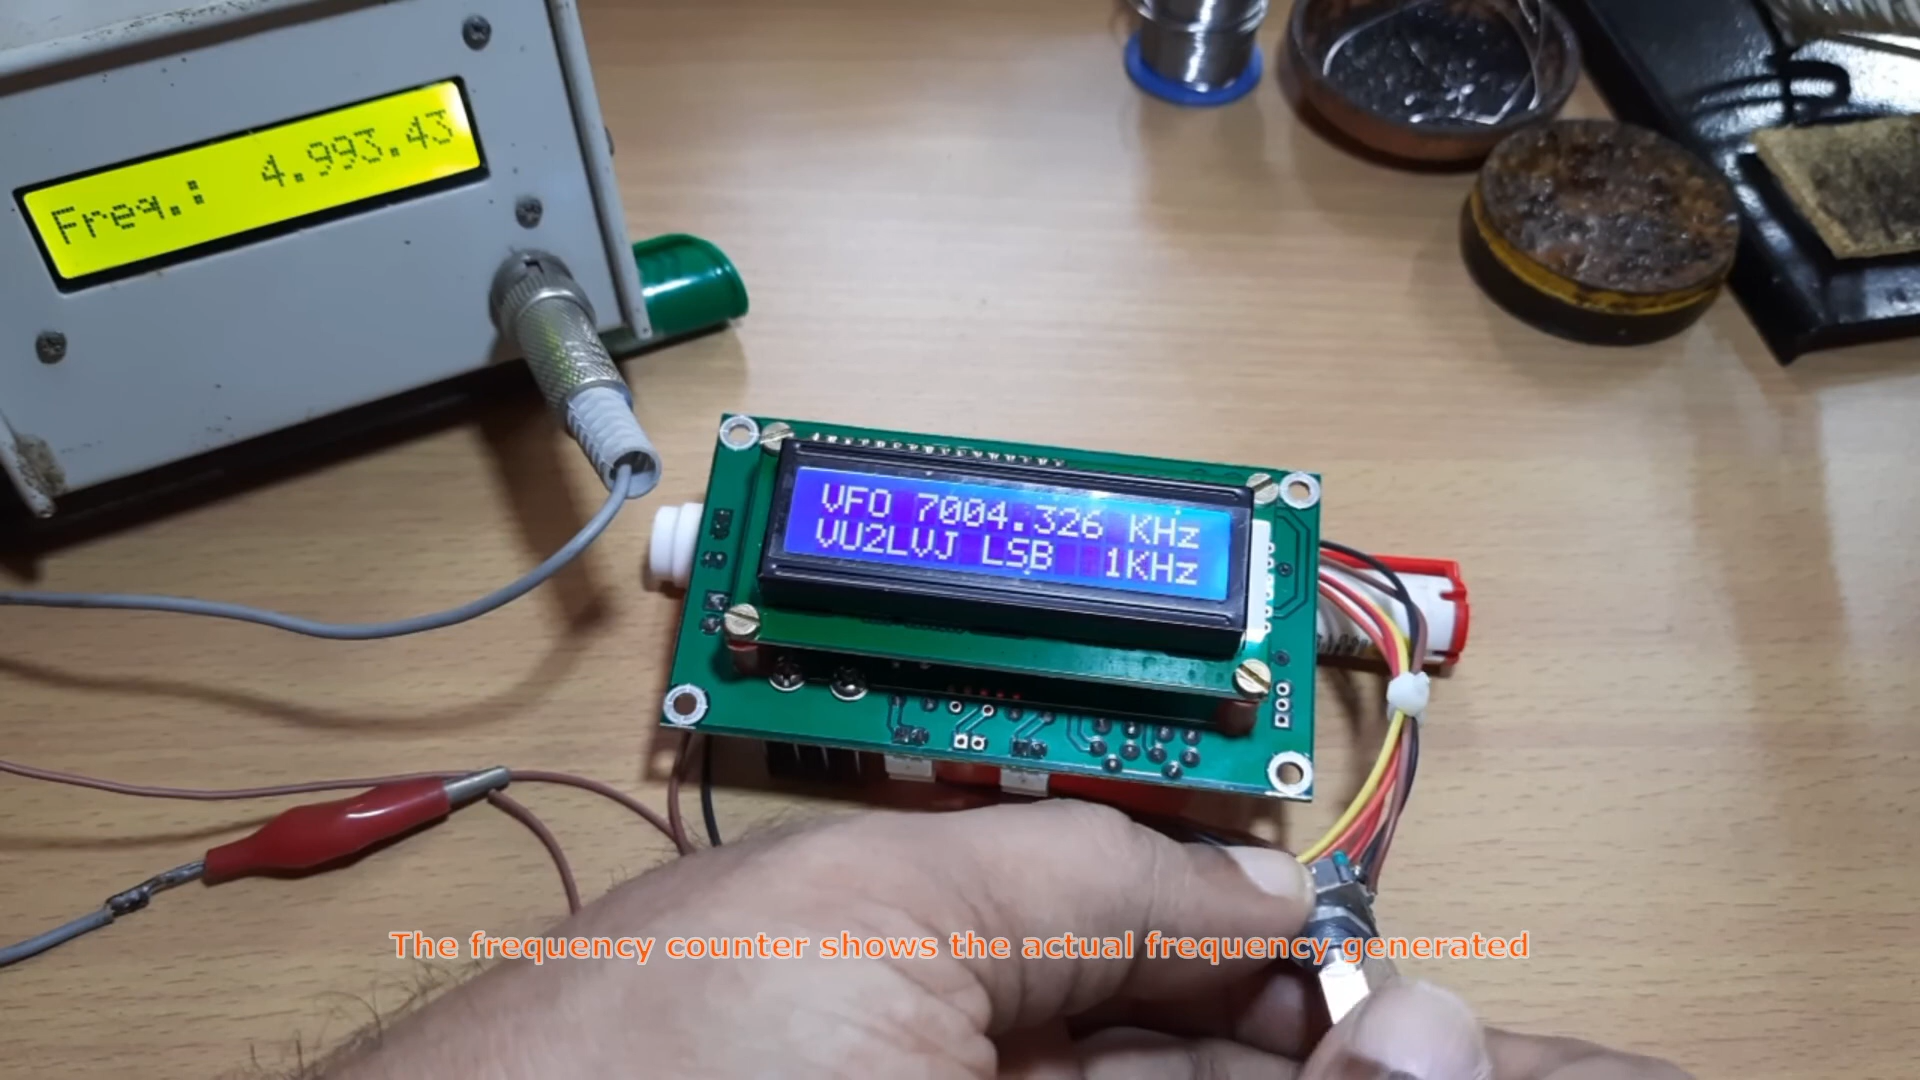 Freq.: 4.993.43
VFO 7004.326 KHz
VU2LVJ LSB 1KHz
The frequency counter shows the actual frequency generated